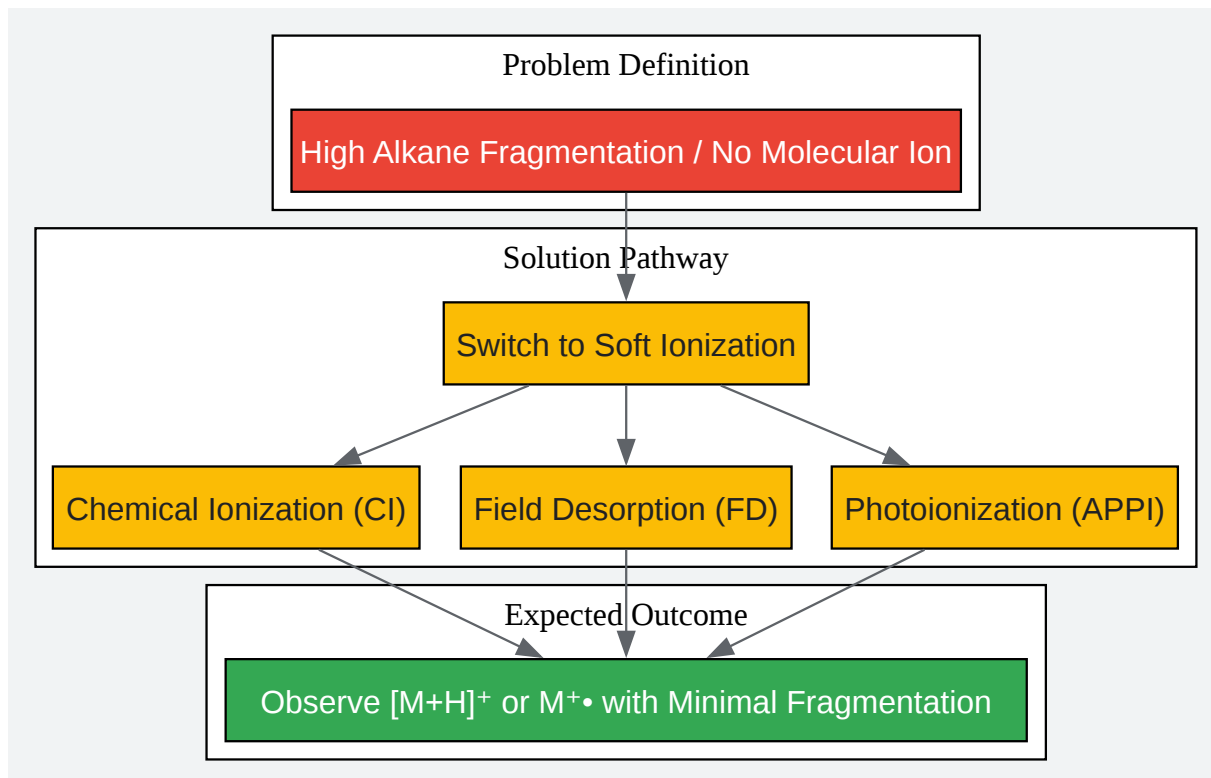 Problem Definition
High Alkane Fragmentation / No Molecular Ion
Solution Pathway
Switch to Soft Ionization
Chemical Ionization (CI)
Field Desorption (FD)
Photoionization (APPI)
Expected Outcome
Observe [M+H]⁺ or M⁺• with Minimal Fragmentation